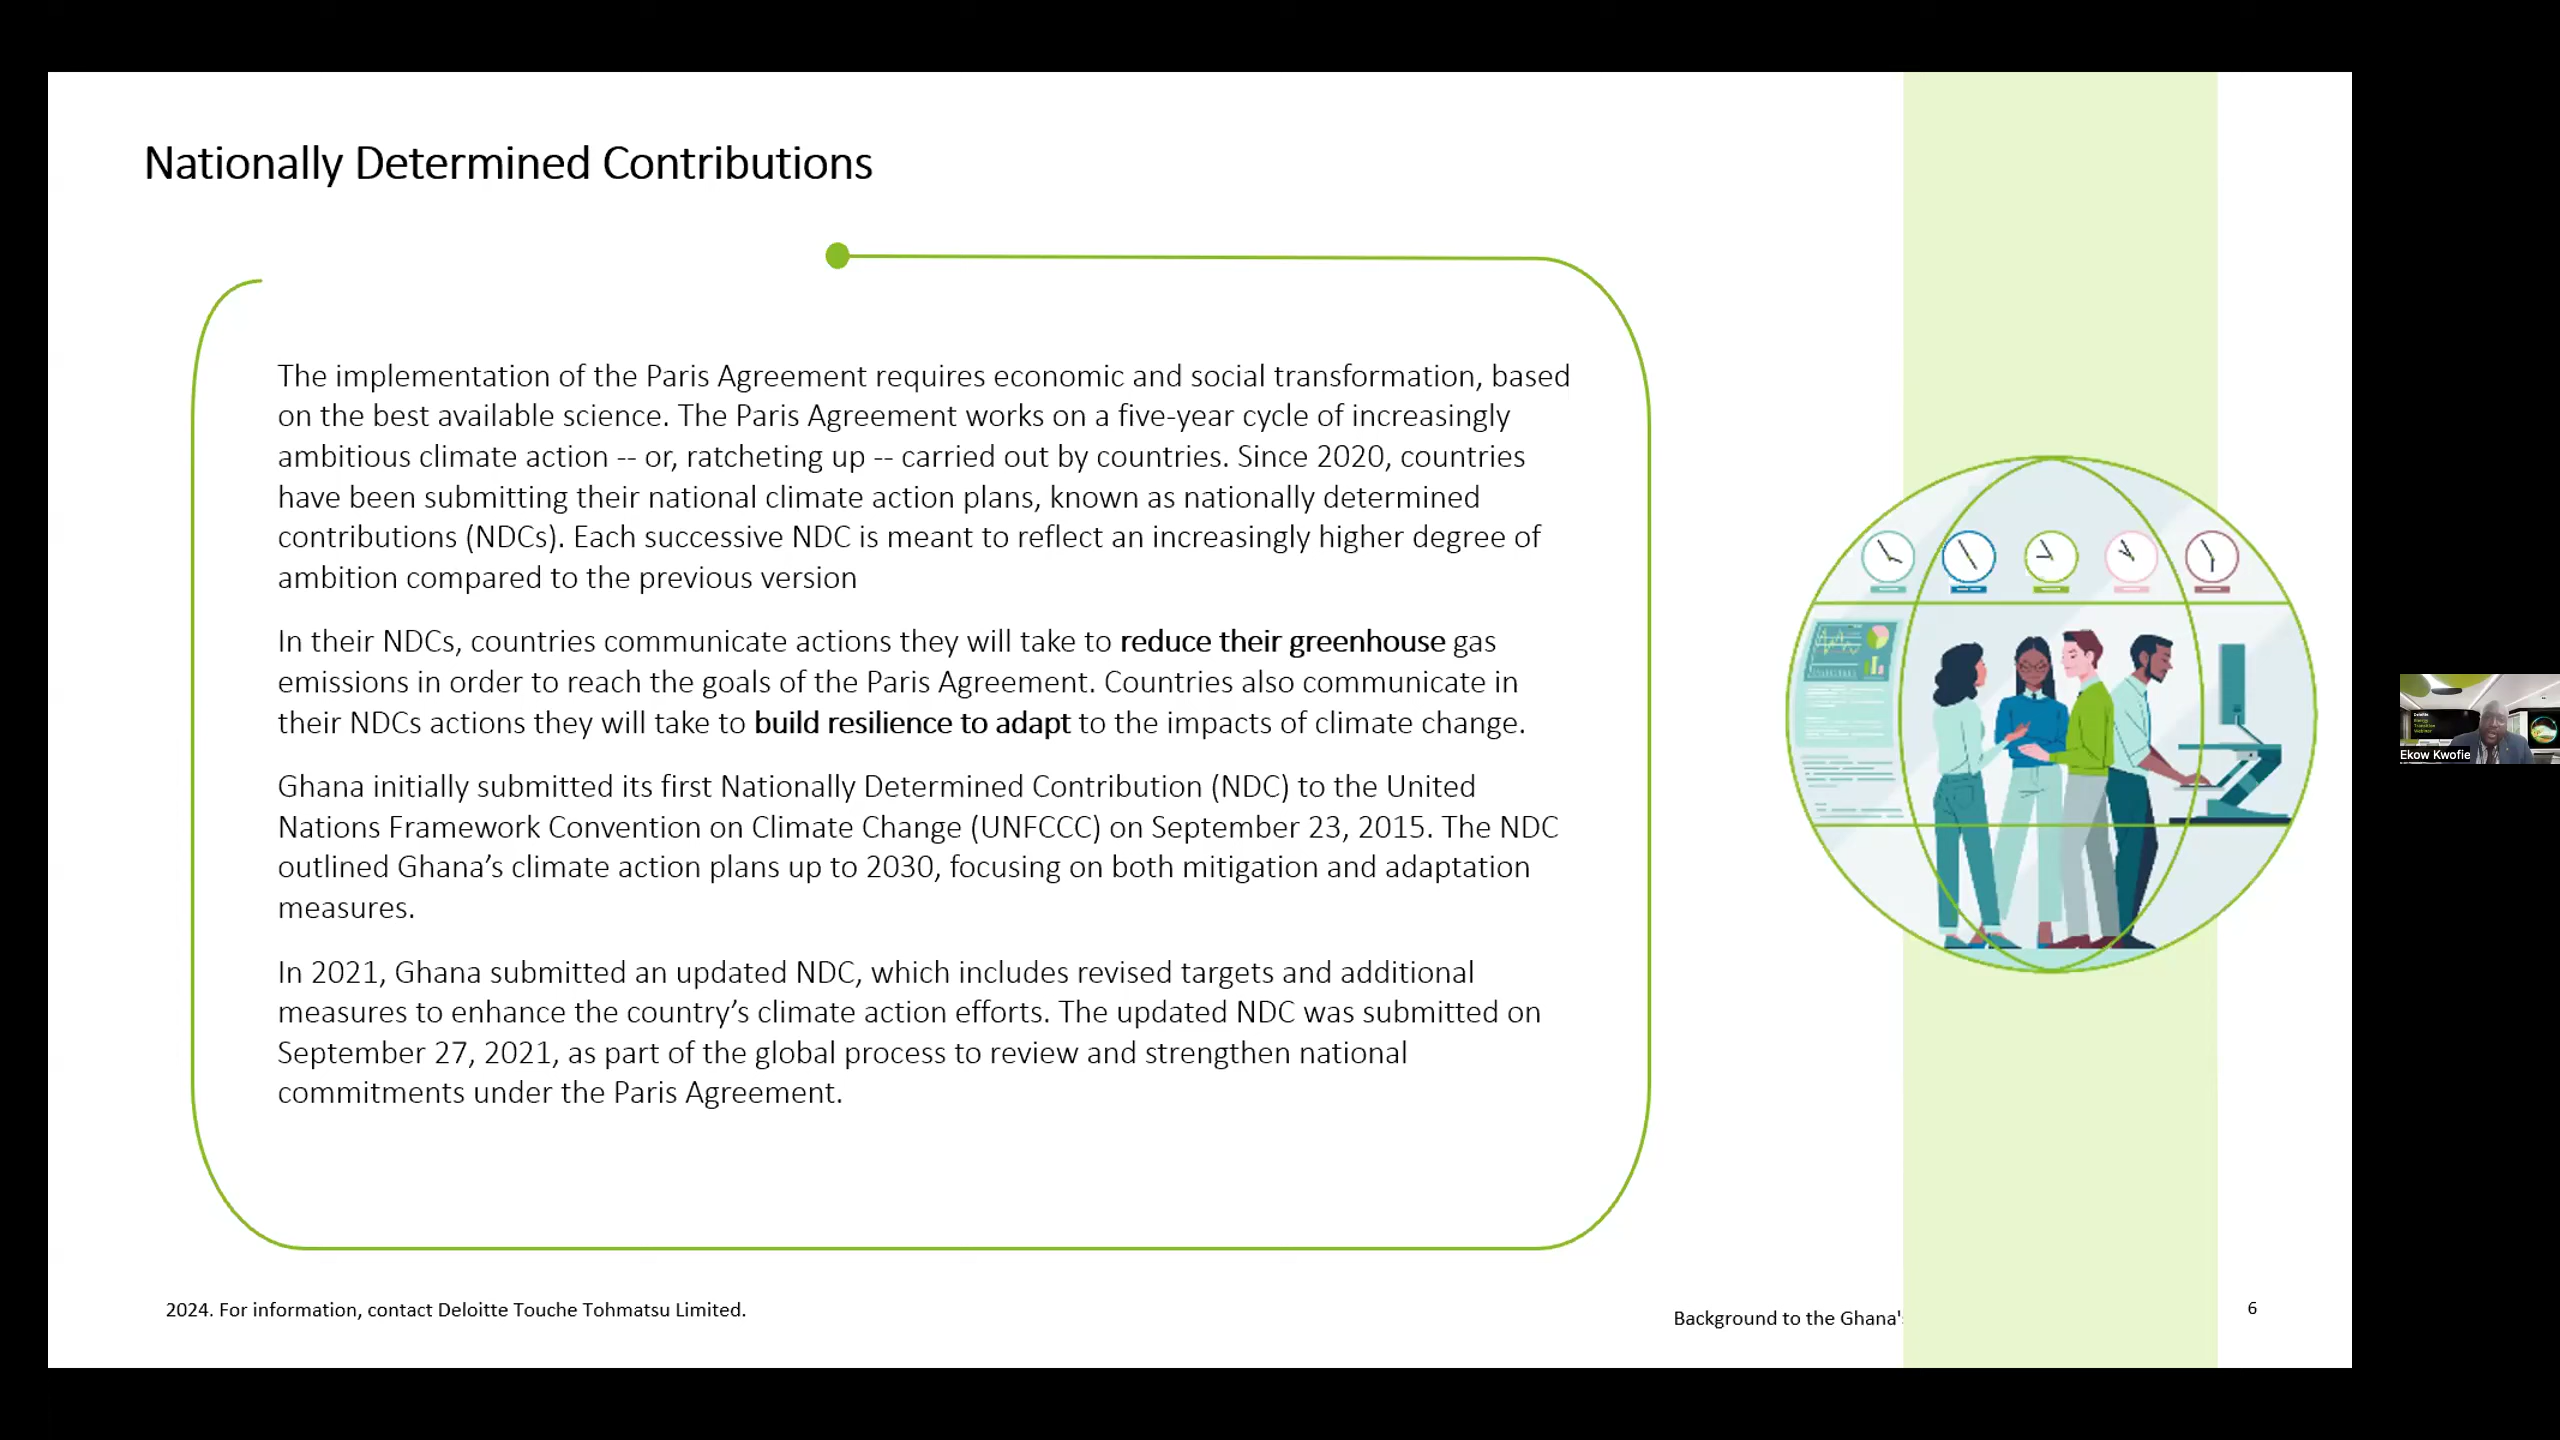 Nationally Determined Contributions
The implementation of the Paris Agreement requires economic and social transformation, based
on the best available science. The Paris Agreement works on a five-year cycle of increasingly
ambitious climate action -- or, ratcheting up -- carried out by countries. Since 2020, countries
have been submitting their national climate action plans, known as nationally determined
contributions (NDCs). Each successive NDC is meant to reflect an increasingly higher degree of
ambition compared to the previous version
In their NDCs, countries communicate actions they will take to reduce their greenhouse gas
emissions in order to reach the goals of the Paris Agreement. Countries also communicate in
their NDCs actions they will take to build resilience to adapt to the impacts of climate change.
Ghana initially submitted its first Nationally Determined Contribution (NDC) to the United
Nations Framework Convention on Climate Change (UNFCCC) on September 23, 2015. The NDC
outlined Ghana’s climate action plans up to 2030, focusing on both mitigation and adaptation
measures.
In 2021, Ghana submitted an updated NDC, which includes revised targets and additional
measures to enhance the country’s climate action efforts. The updated NDC was submitted on
September 27, 2021, as part of the global process to review and strengthen national
commitments under the Paris Agreement.
Ekow Kwofie
2024. For information, contact Deloitte Touche Tohmatsu Limited.
Background to the Ghana'
6